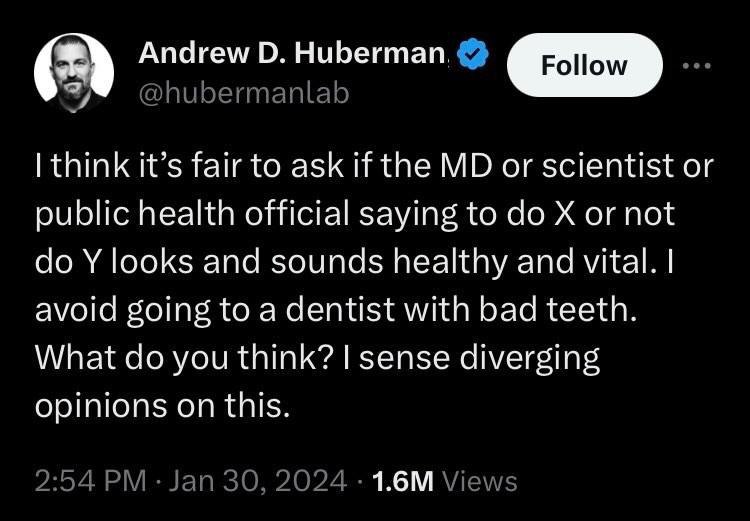 Andrew D. Huberman,
@hubermanlab
Follow
I think it’s fair to ask if the MD or scientist or
public health official saying to do X or not
do Y looks and sounds healthy and vital. I
avoid going to a dentist with bad teeth.
What do you think? I sense diverging
opinions on this.
2:54 PM · Jan 30, 2024 · 1.6M Views